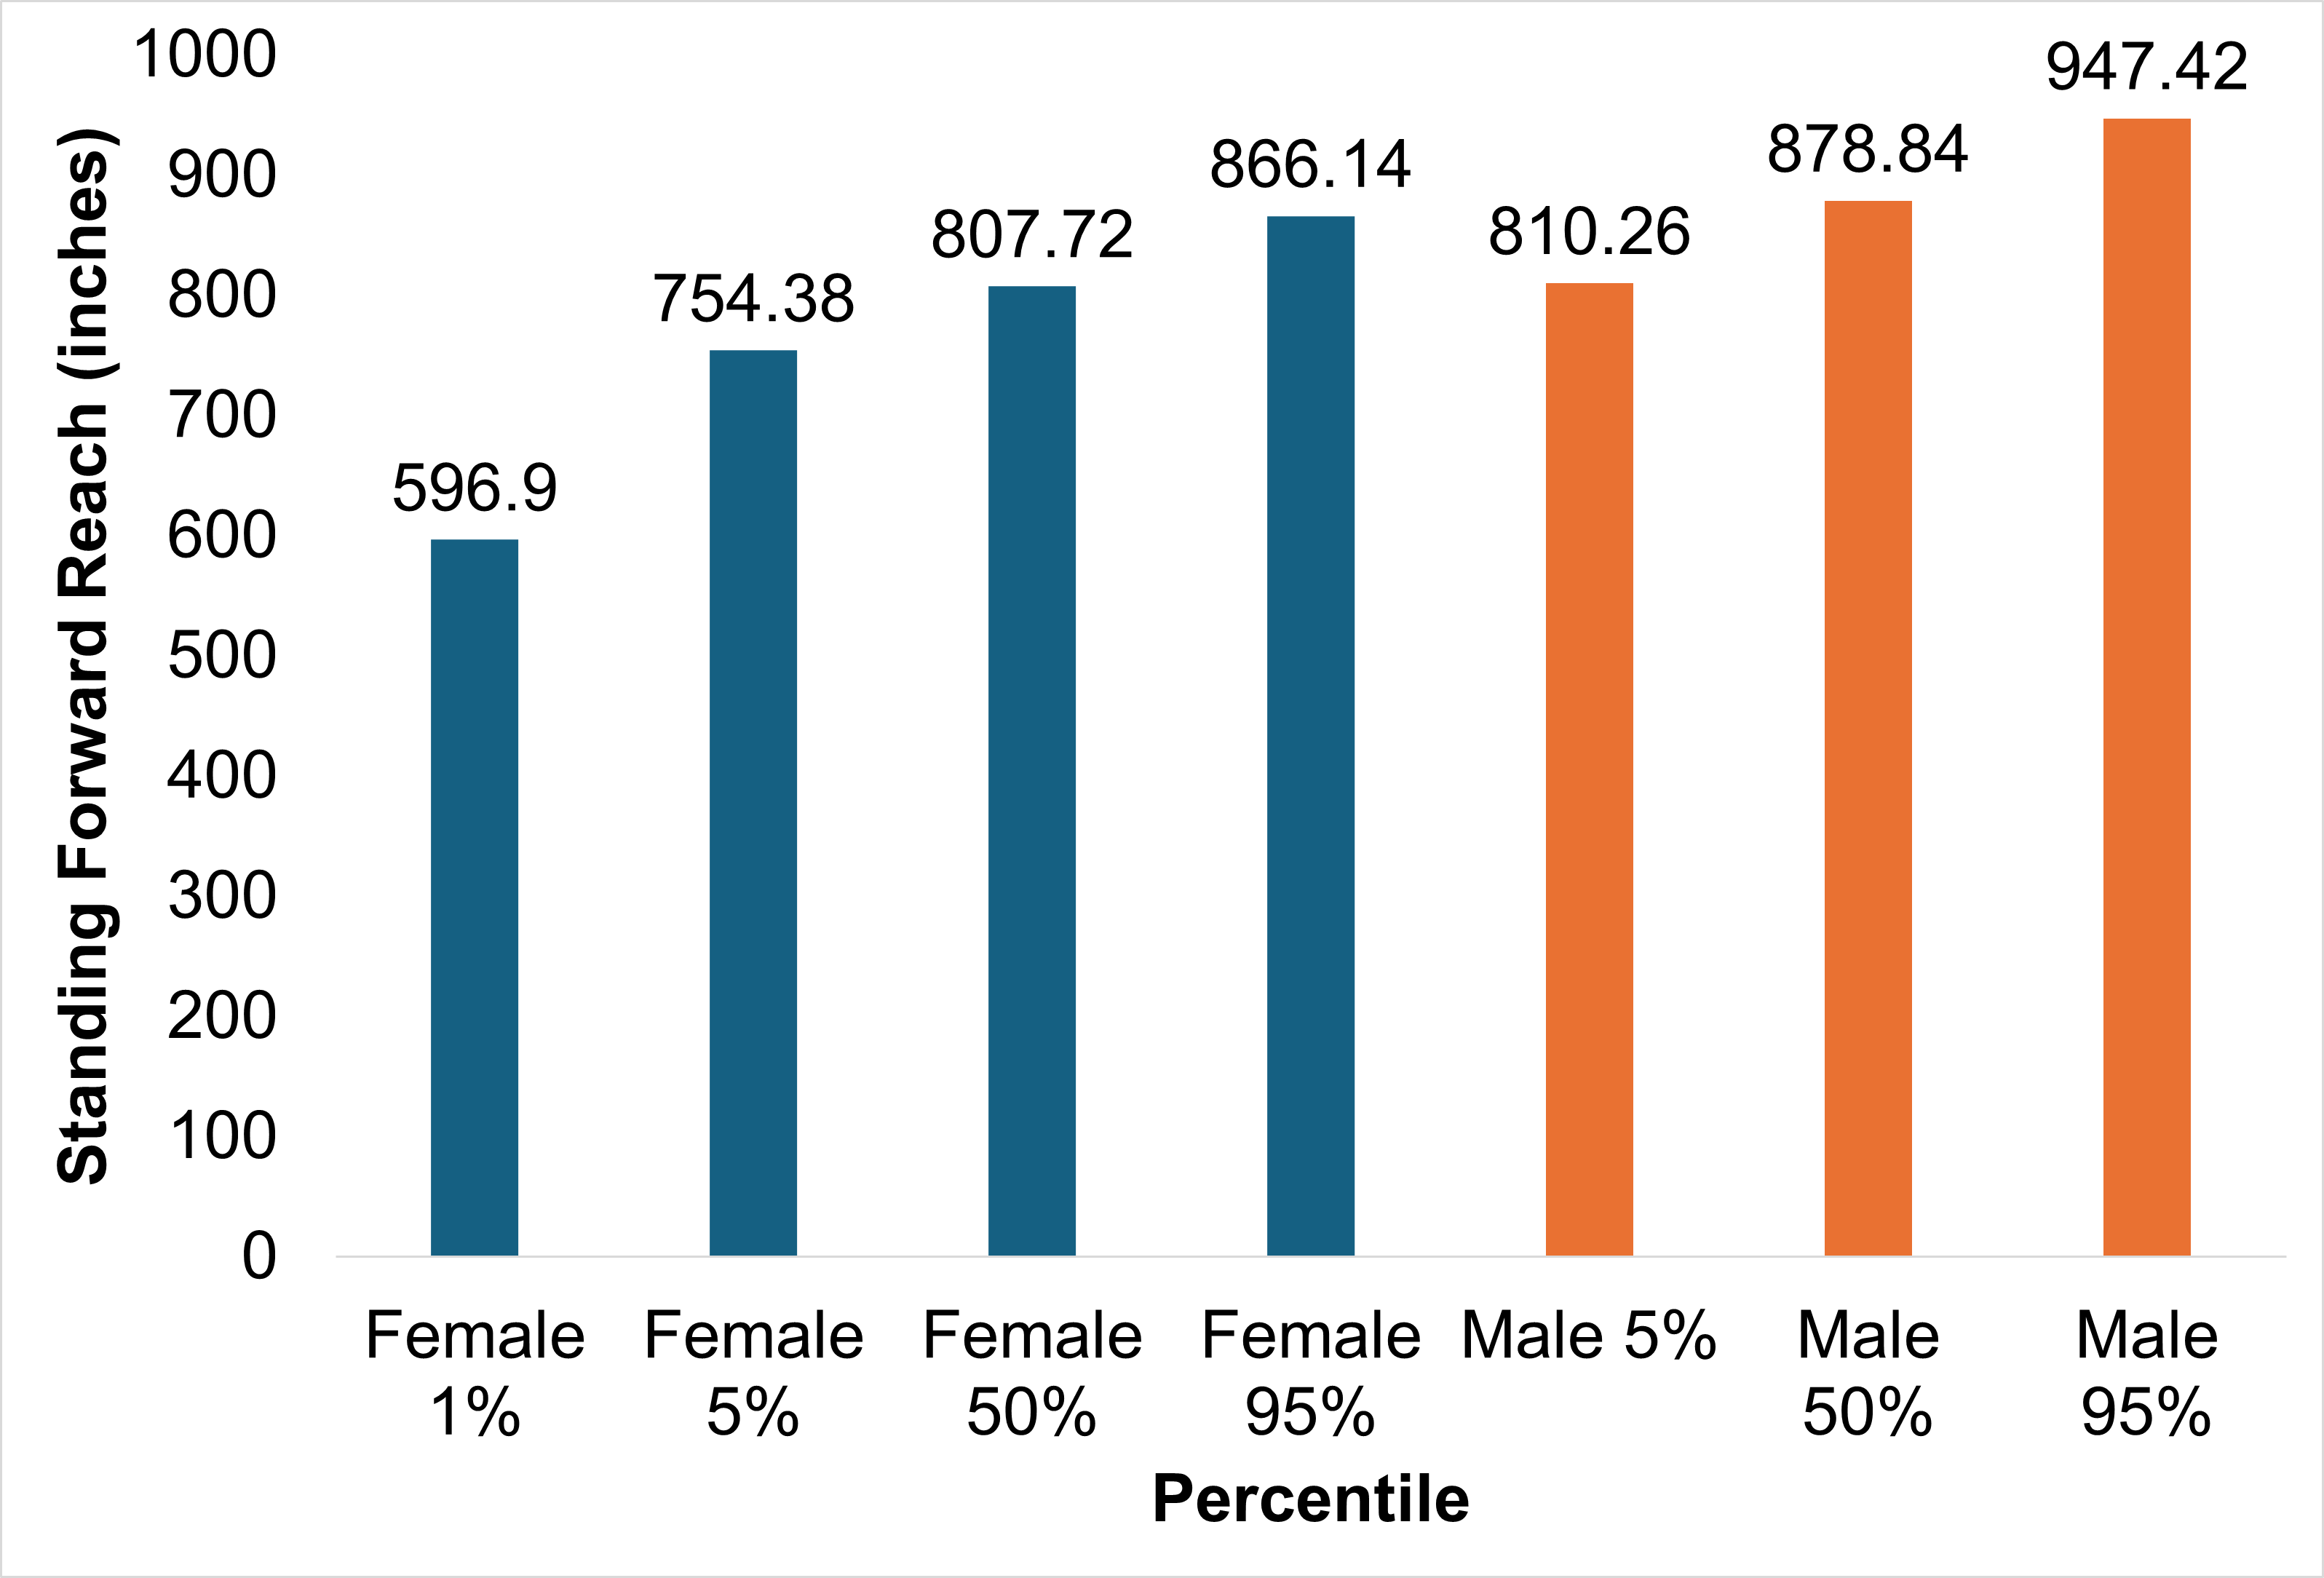 Standing Forward Reach (inches)
1000
900
800
700
600
500
400
300
200
100
0
596.9
754.38
807.72
866.14
810.26
878.84
947.42
Female 1%
Female 5%
Female 50%
Female 95%
Male 5%
Male 50%
Male 95%
Percentile